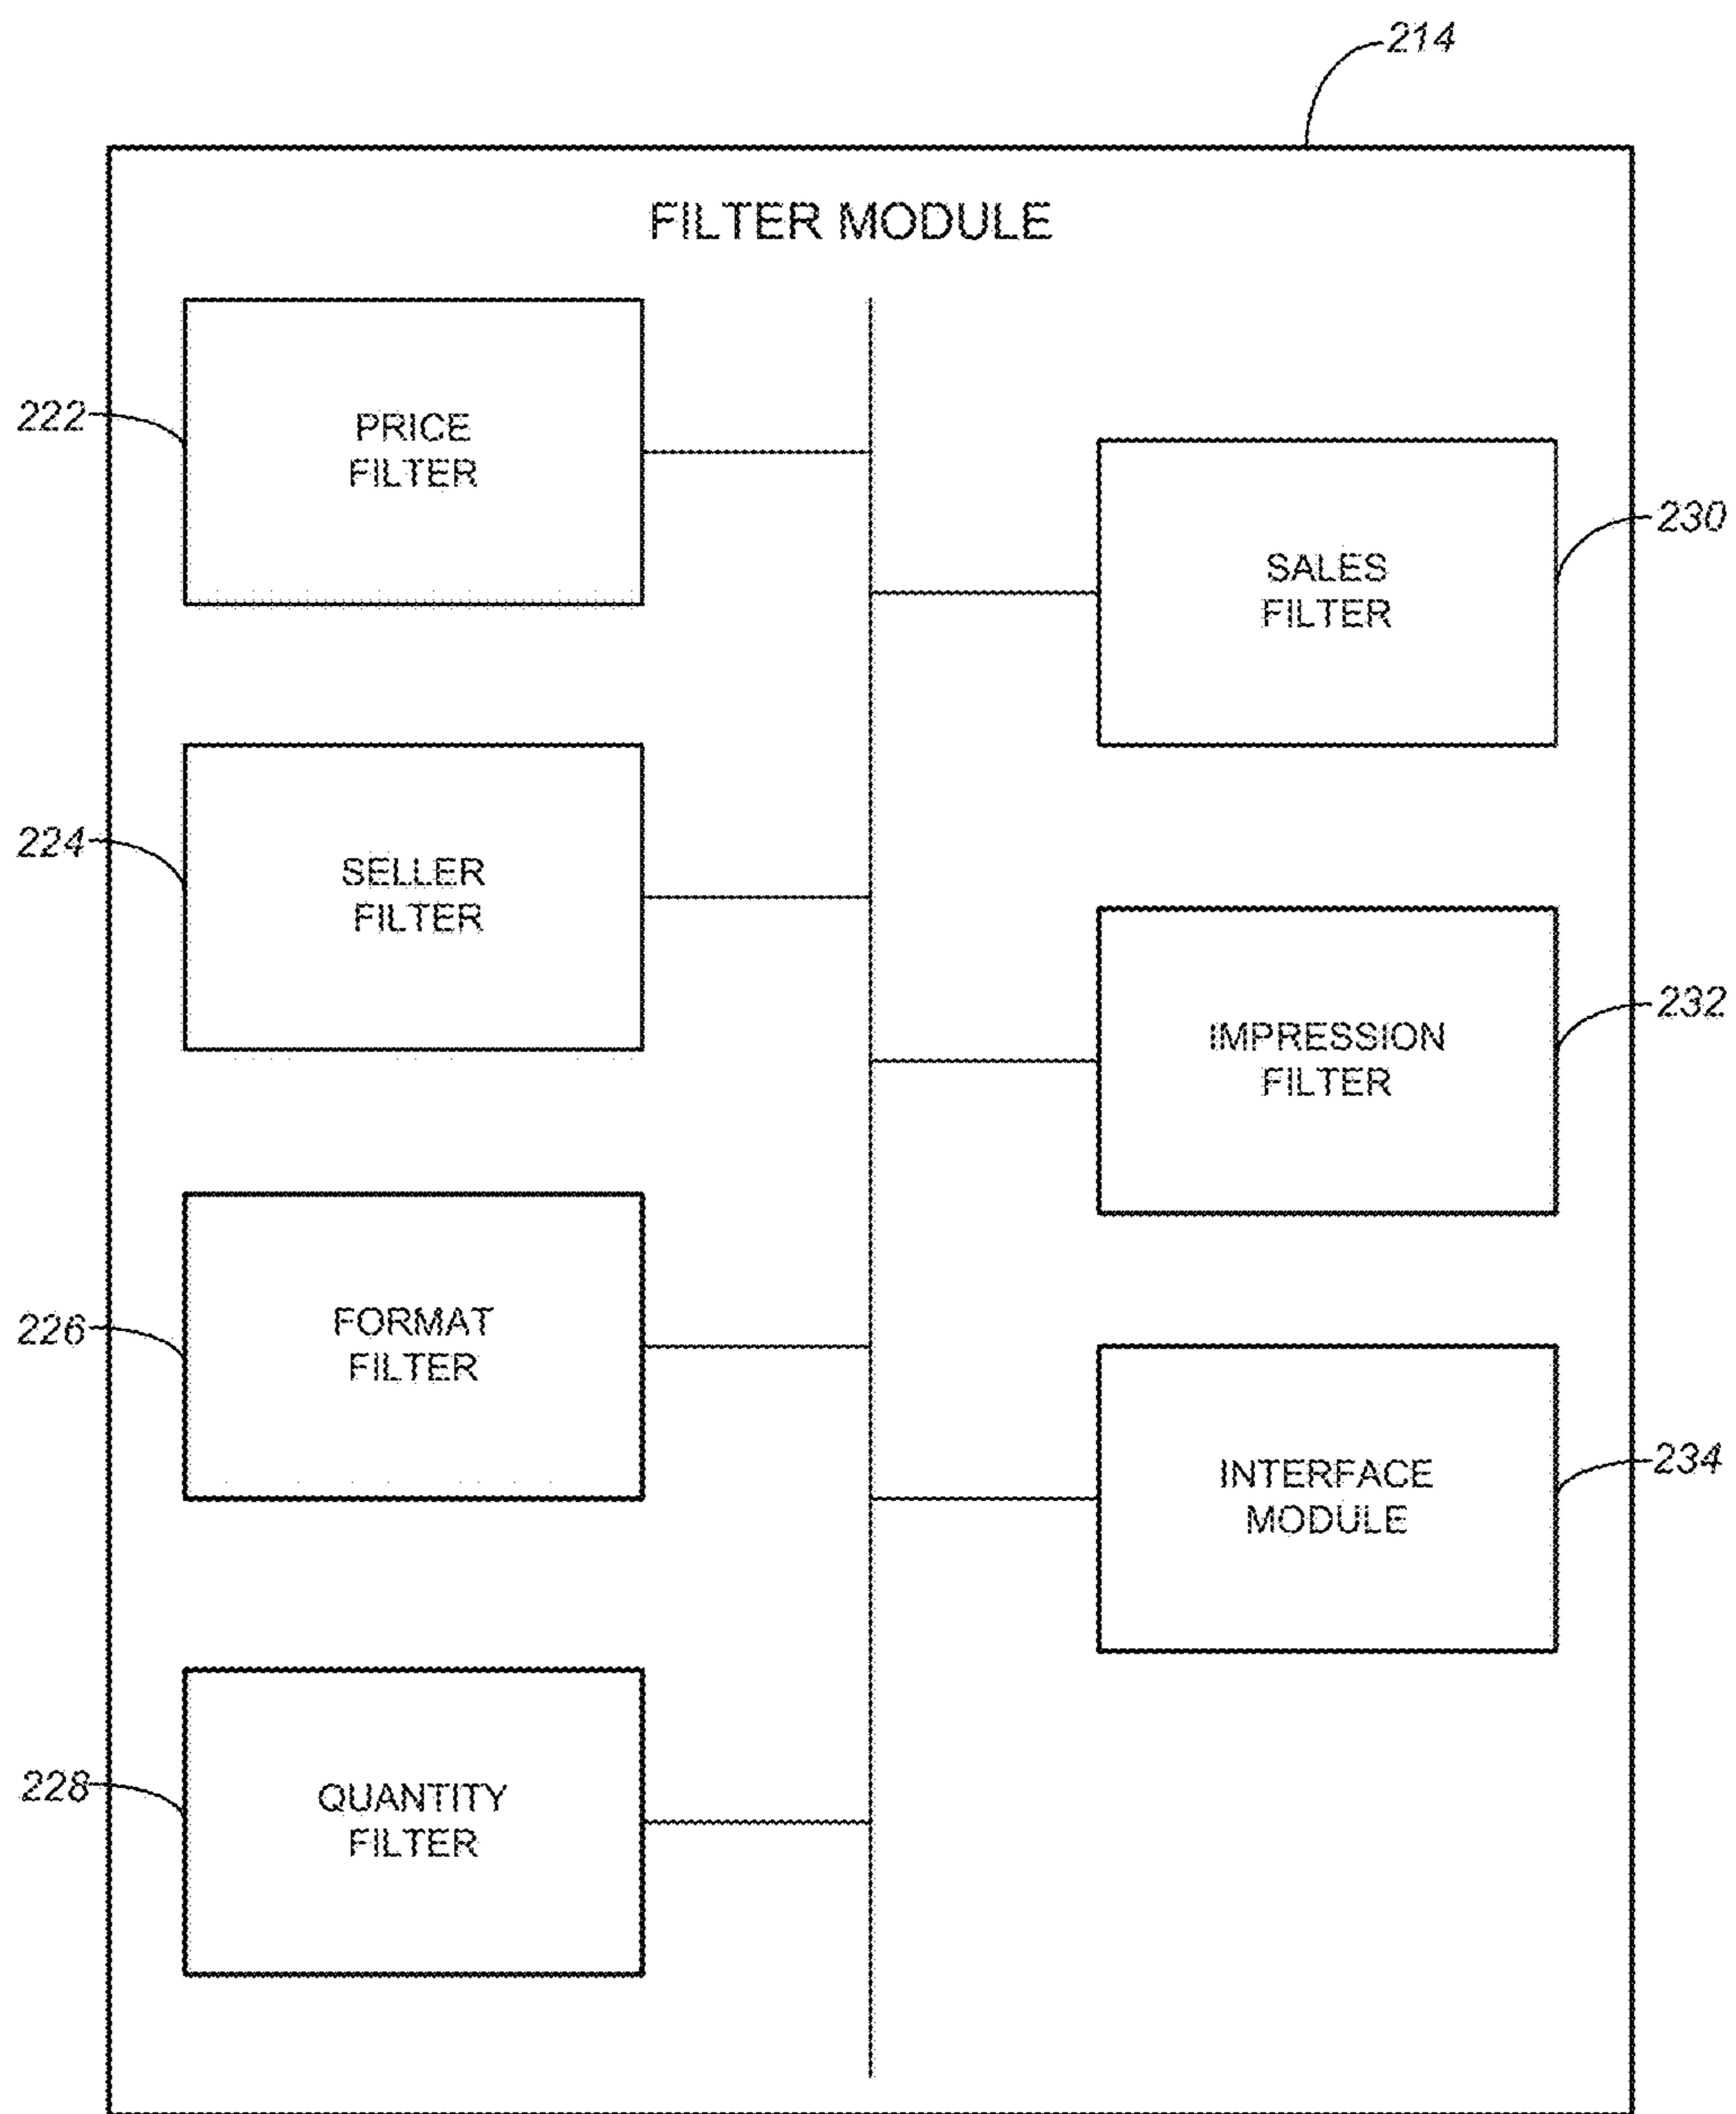 214
FILTER MODULE
222
PRICE
FILTER
230
SALES
FILTER
224
SELLER
FILTER
232
IMPRESSION
FILTER
226
FORMAT
FILTER
234
INTERFACE
MODULE
228
QUANTITY
FILTER